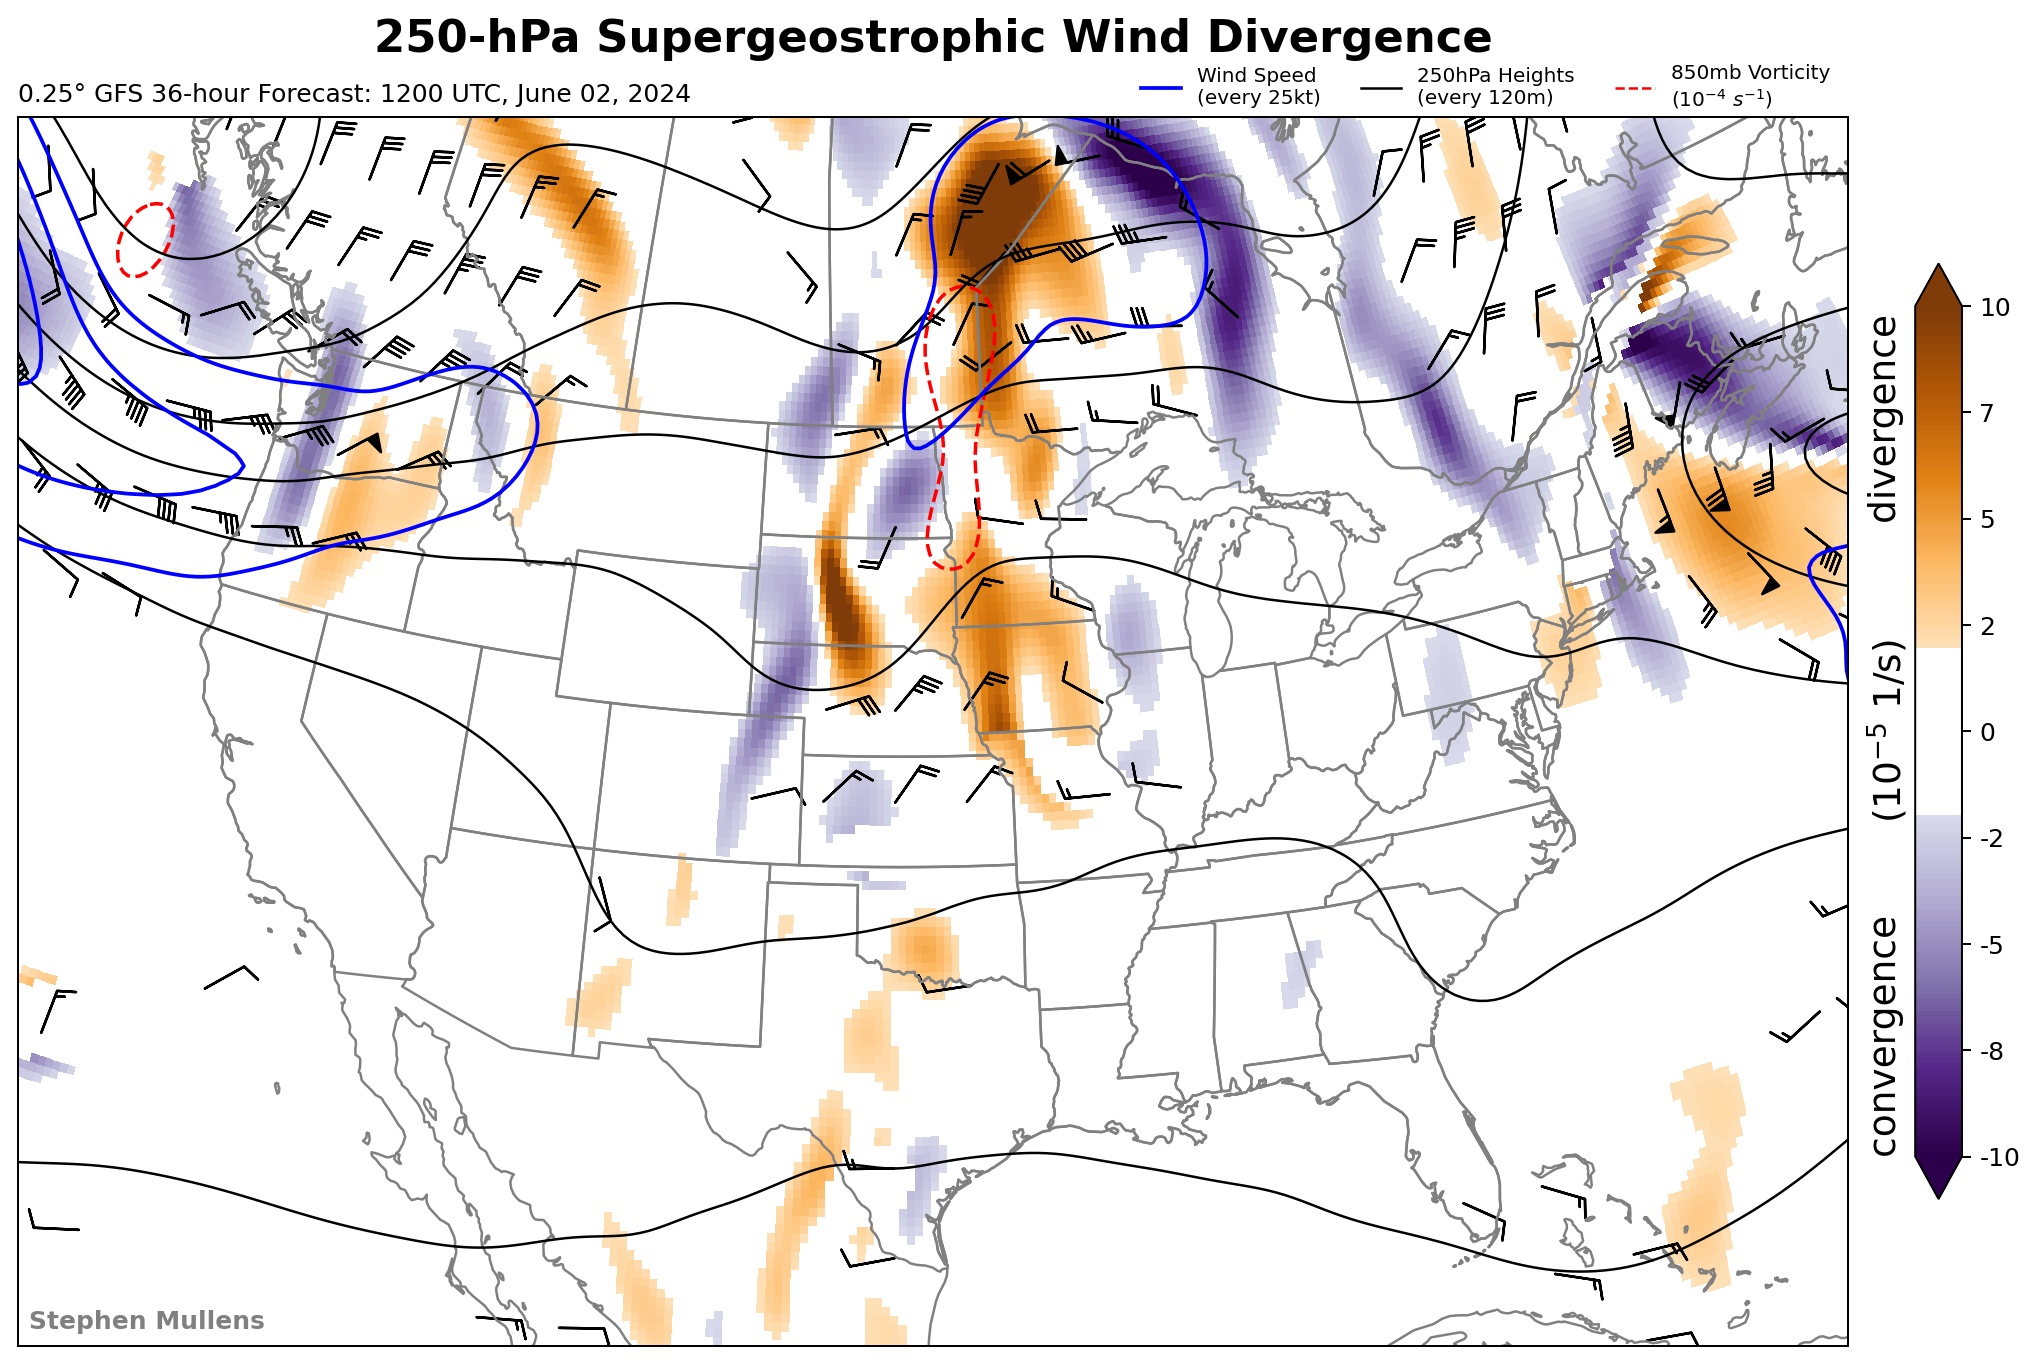 250-hPa Supergeostrophic Wind Divergence
0.25° GFS 36-hour Forecast: 1200 UTC, June 02, 2024
Wind Speed
(every 25kt)
250hPa Heights
(every 120m)
850mb Vorticity
(10⁻⁴ s⁻¹)
10
7
5
2
0
-2
-5
-8
-10
convergence (10⁻⁵ 1/s) divergence
Stephen Mullens